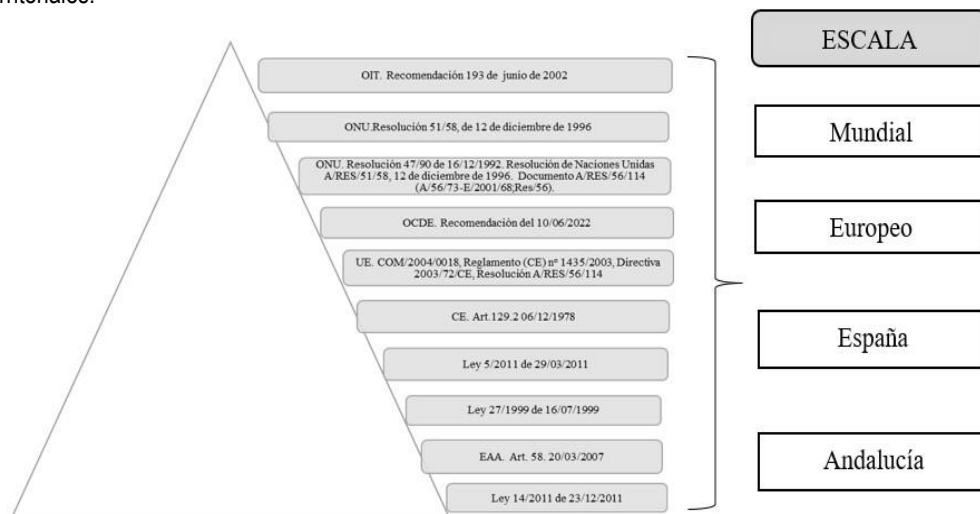 rritoriales.
OIT. Recomendación 193 de junio de 2002
ONU.Resolución 51/58, de 12 de diciembre de 1996
ONU. Resolución 47/90 de 16/12/1992. Resolución de Naciones Unidas
A/RES/51/58, 12 de diciembre de 1996. Documento A/RES/56/114
(A/56/73-E/2001/68;Res/56).
OCDE. Recomendación del 10/06/2022
UE. COM/2004/0018, Reglamento (CE) nº 1435/2003, Directiva
2003/72/CE, Resolución A/RES/56/114
CE. Art.129.2 06/12/1978
Ley 5/2011 de 29/03/2011
Ley 27/1999 de 16/07/1999
EAA. Art. 58. 20/03/2007
Ley 14/2011 de 23/12/2011
ESCALA
Mundial
Europeo
España
Andalucía